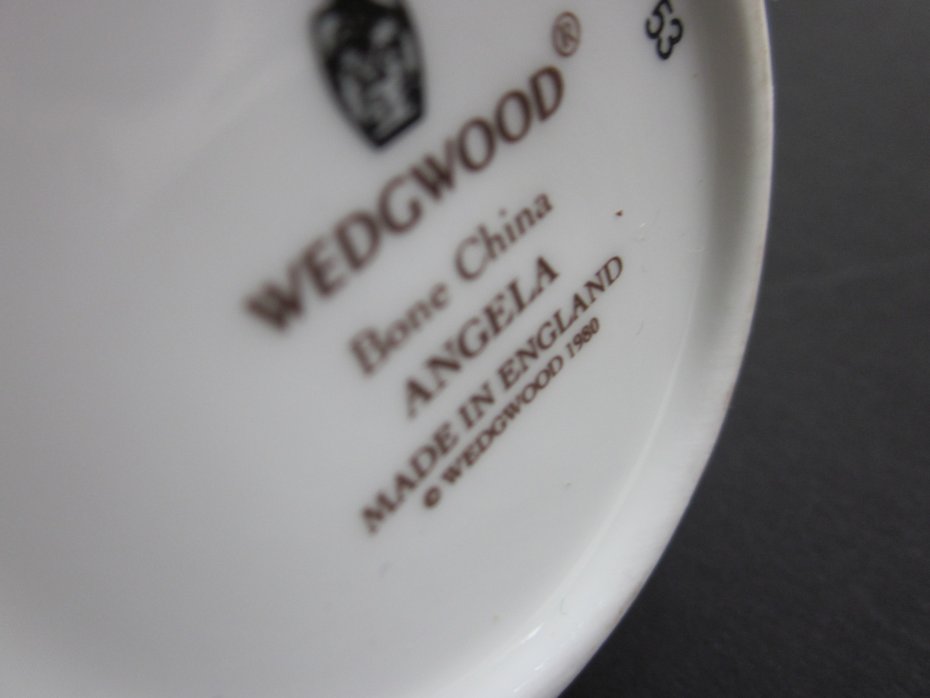 WEDGWOOD®
Bone China
ANGELA
MADE IN ENGLAND
© WEDGWOOD 1980
53